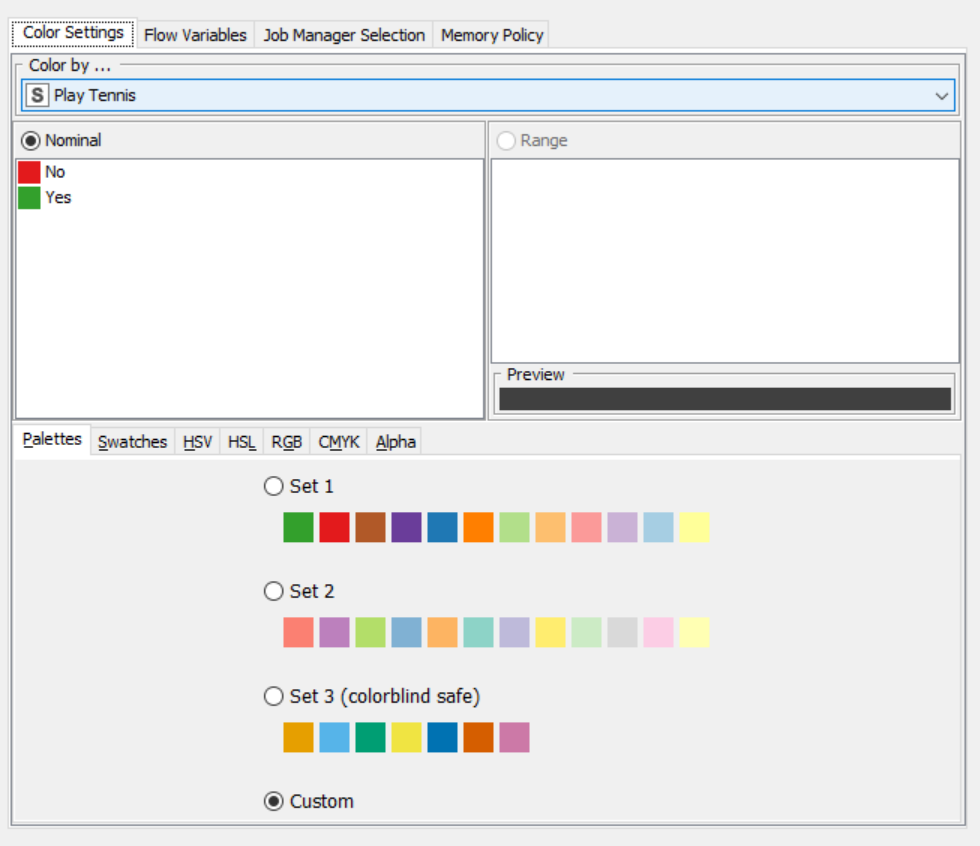 Color Settings Flow Variables Job Manager Selection Memory Policy
Color by ...
S Play Tennis
Nominal Range
No
Yes
Preview
Palettes Swatches HSV HSL RGB CMYK Alpha
Set 1
Set 2
Set 3 (colorblind safe)
Custom